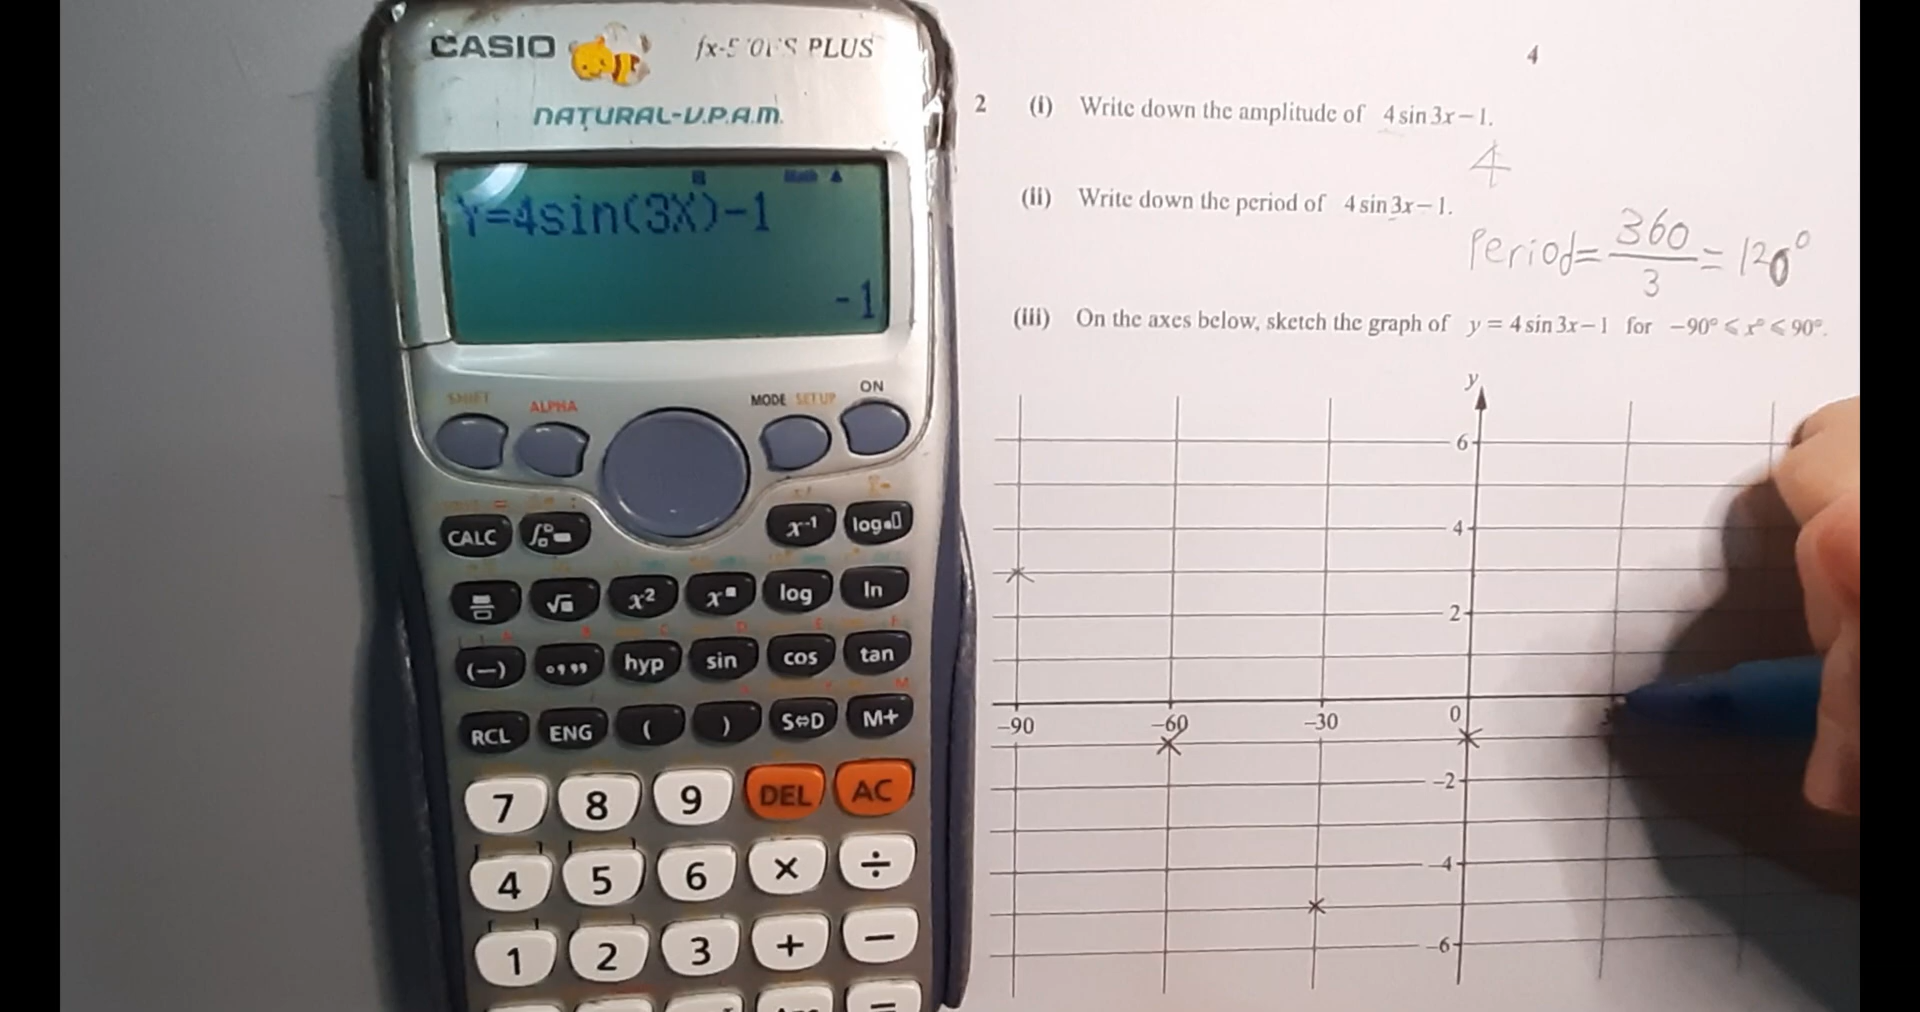 CASIO
PLUS
NATURAL-V.P.A.M.
Y=4sin(3X)-1
-1
SHIFT ALPHA MODE SETUP ON
CALC x⁻¹ log
√ x² x log ln
(−) hyp sin cos tan
RCL ENG ( ) S⇔D M+
7 8 9 DEL AC
4 5 6 × ÷
1 2 3 + −
=
4
2 (i) Write down the amplitude of 4 sin 3x − 1.
4
(ii) Write down the period of 4 sin 3x − 1.
Period = 360/3 = 120°
(iii) On the axes below, sketch the graph of y = 4 sin 3x − 1 for −90° ⩽ x° ⩽ 90°.
y
6
4
2
−90 −60 −30 0
−2
−4
−6